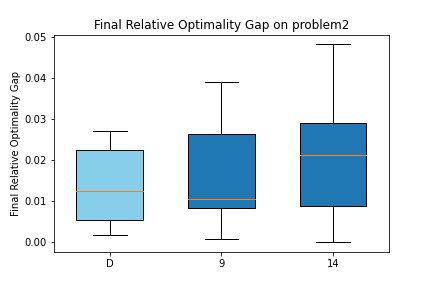 Final Relative Optimality Gap on problem2
Final Relative Optimality Gap
0.05
0.04
0.03
0.02
0.01
0.00
D 9 14